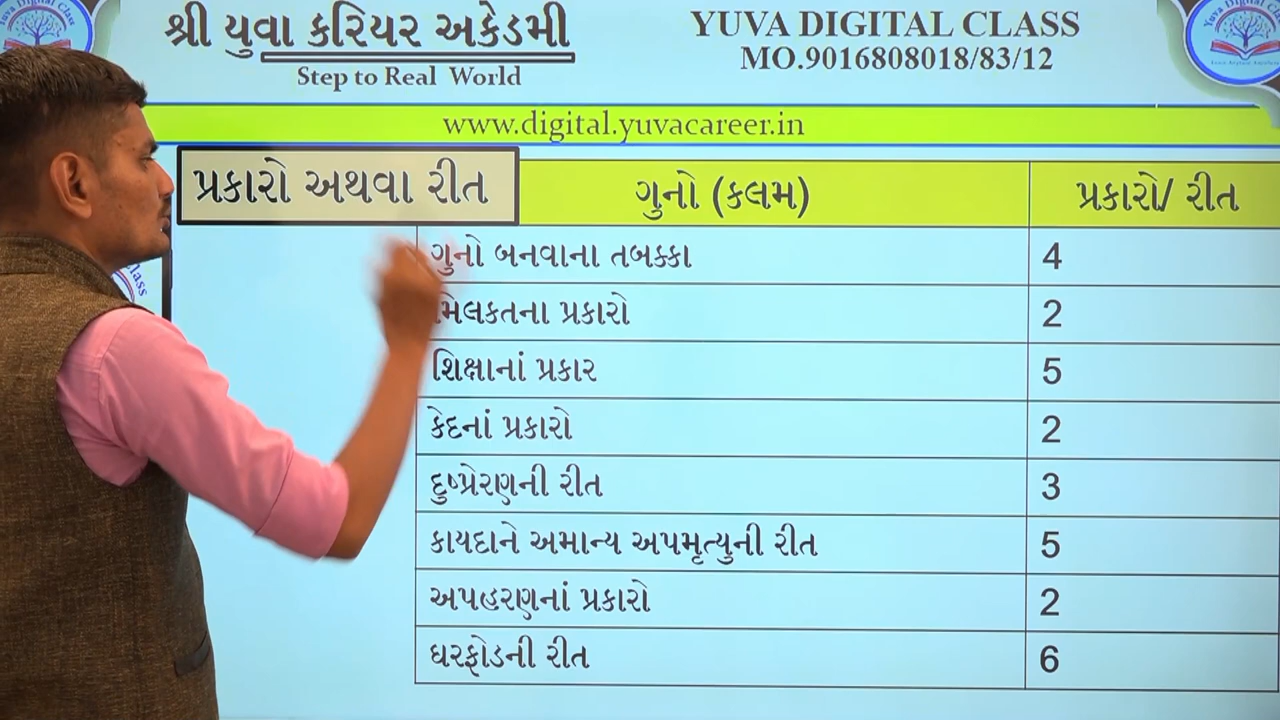 શ્રી યુવા કરિયર અકેડમી
Step to Real World
YUVA DIGITAL CLASS
MO.9016808018/83/12
www.digital.yuvacareer.in
પ્રકારો અથવા રીત
ગુનો (કલમ) પ્રકારો/ રીત
ગુનો બનવાના તબક્કા 4
મિલકતના પ્રકારો 2
શિક્ષાનાં પ્રકાર 5
કેદનાં પ્રકારો 2
દુષ્પ્રેરણની રીત 3
કાયદાને અમાન્ય અપમૃત્યુની રીત 5
અપહરણનાં પ્રકારો 2
ઘરફોડની રીત 6